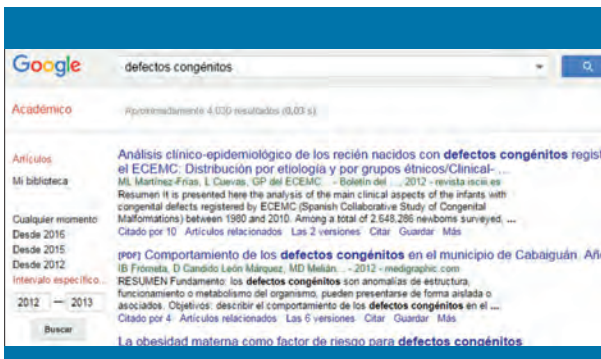 Google
defectos congénitos
Académico
Aproximadamente 4.030 resultados (0,03 s)
Artículos
Mi biblioteca
Cualquier momento
Desde 2016
Desde 2015
Desde 2012
Intervalo específico...
2012 — 2013
Buscar
Análisis clínico-epidemiológico de los recién nacidos con defectos congénitos regist
el ECEMC: Distribución por etiología y por grupos étnicos/Clinical- ...
ML Martínez-Frías, L Cuevas, GP del ECEMC... - Boletín del ..., 2012 - revista.isciii.es
Resumen It is presented here the analysis of the main clinical aspects of the infants with
congenital defects registered by ECEMC (Spanish Collaborative Study of Congenital
Malformations) between 1980 and 2010. Among a total of 2.648.286 newborns surveyed, ...
Citado por 10 Artículos relacionados Las 2 versiones Citar Guardar Más
[PDF] Comportamiento de los defectos congénitos en el municipio de Cabaiguán. Año
IB Frómeta, D Candido León Márquez, MD Melián... - 2012 - medigraphic.com
RESUMEN Fundamento: los defectos congénitos son anomalías de estructura,
funcionamiento o metabolismo del organismo, pueden presentarse de forma aislada o
asociados. Objetivos: describir el comportamiento de los defectos congénitos en el ...
Citado por 4 Artículos relacionados Las 6 versiones Citar Guardar Más
La obesidad materna como factor de riesgo para defectos congénitos